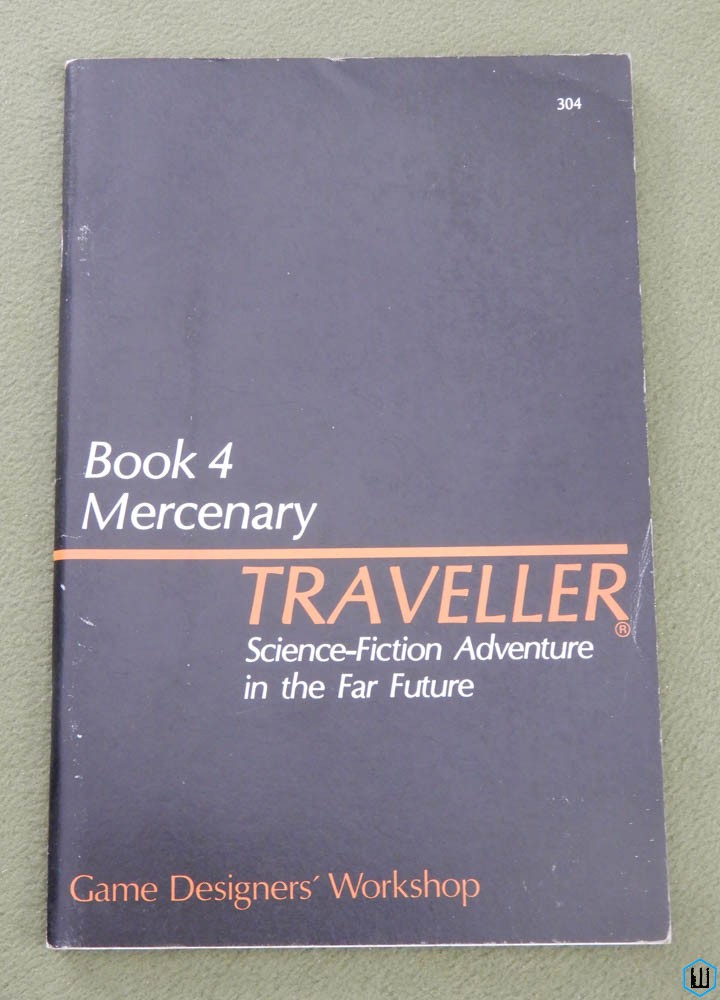 304
Book 4
Mercenary
TRAVELLER®
Science-Fiction Adventure
in the Far Future
Game Designers´ Workshop